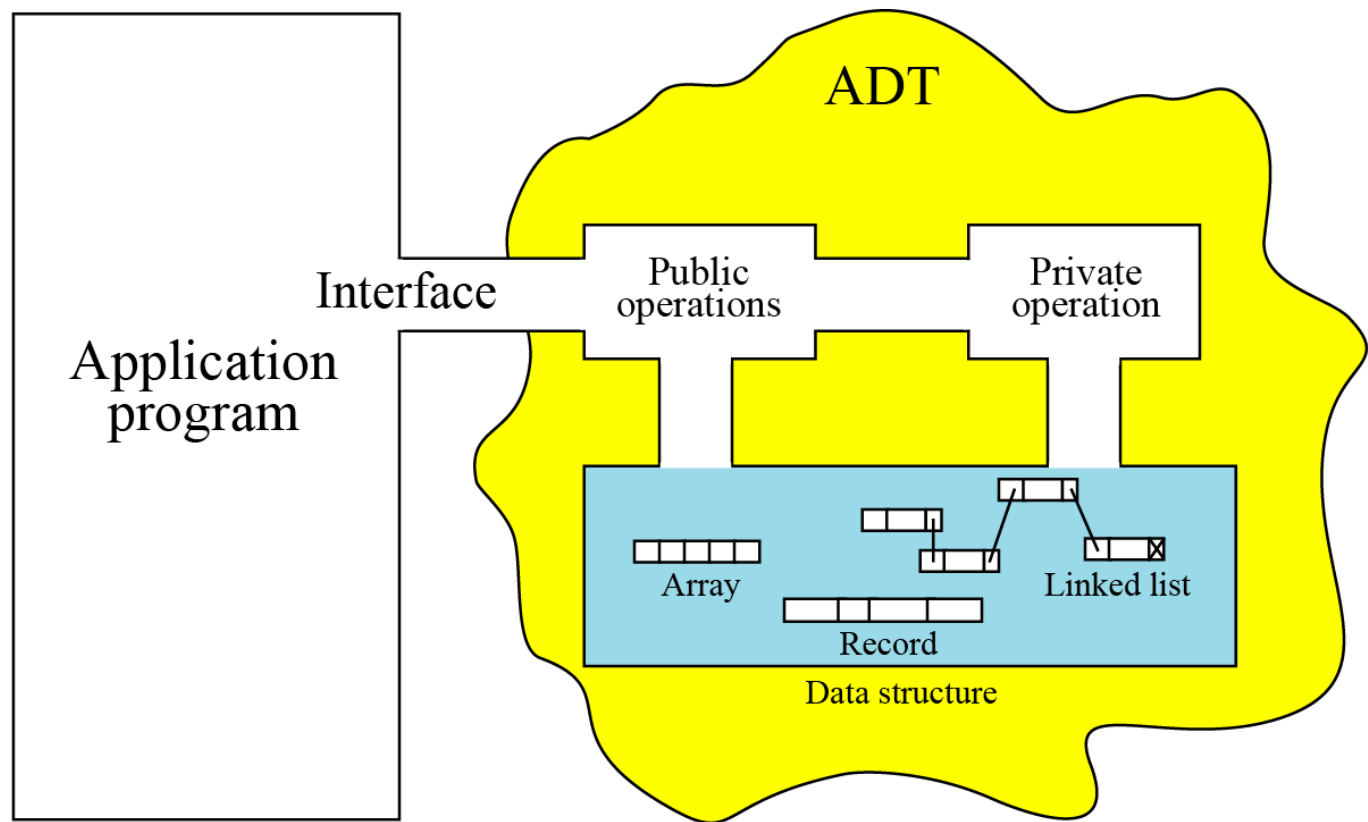 ADT
Interface
Public
operations
Private
operation
Application
program
Array
Linked list
Record
Data structure